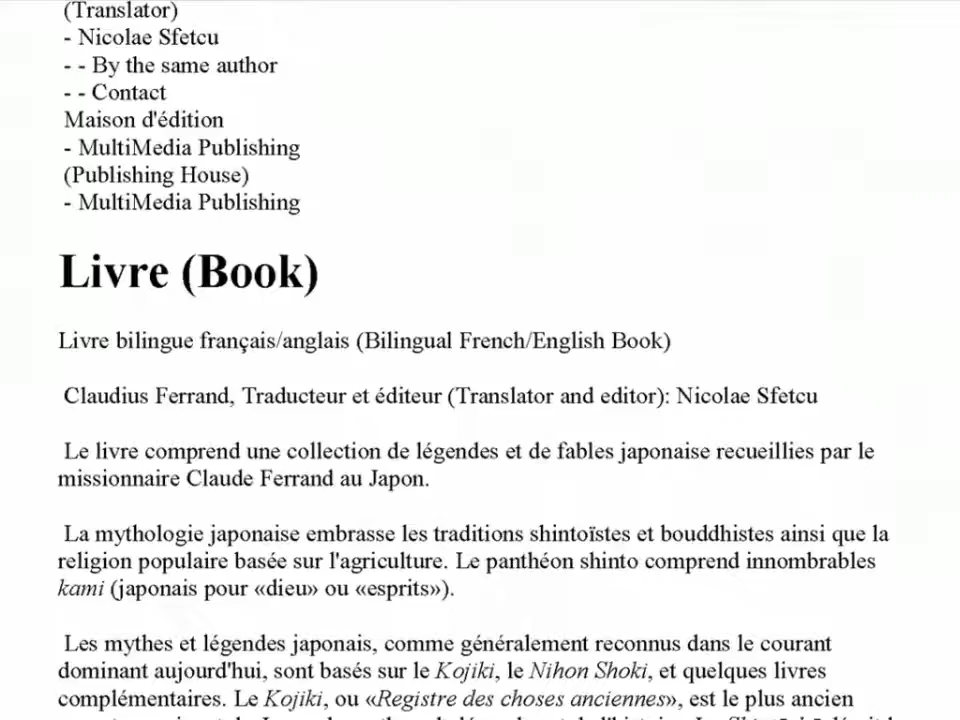 (Translator)
- Nicolae Sfetcu
- - By the same author
- - Contact
Maison d'édition
- MultiMedia Publishing
(Publishing House)
- MultiMedia Publishing
Livre (Book)
Livre bilingue français/anglais (Bilingual French/English Book)
Claudius Ferrand, Traducteur et éditeur (Translator and editor): Nicolae Sfetcu
Le livre comprend une collection de légendes et de fables japonaise recueillies par le
missionnaire Claude Ferrand au Japon.
La mythologie japonaise embrasse les traditions shintoïstes et bouddhistes ainsi que la
religion populaire basée sur l'agriculture. Le panthéon shinto comprend innombrables
kami (japonais pour «dieu» ou «esprits»).
Les mythes et légendes japonais, comme généralement reconnus dans le courant
dominant aujourd'hui, sont basés sur le Kojiki, le Nihon Shoki, et quelques livres
complémentaires. Le Kojiki, ou «Registre des choses anciennes», est le plus ancien